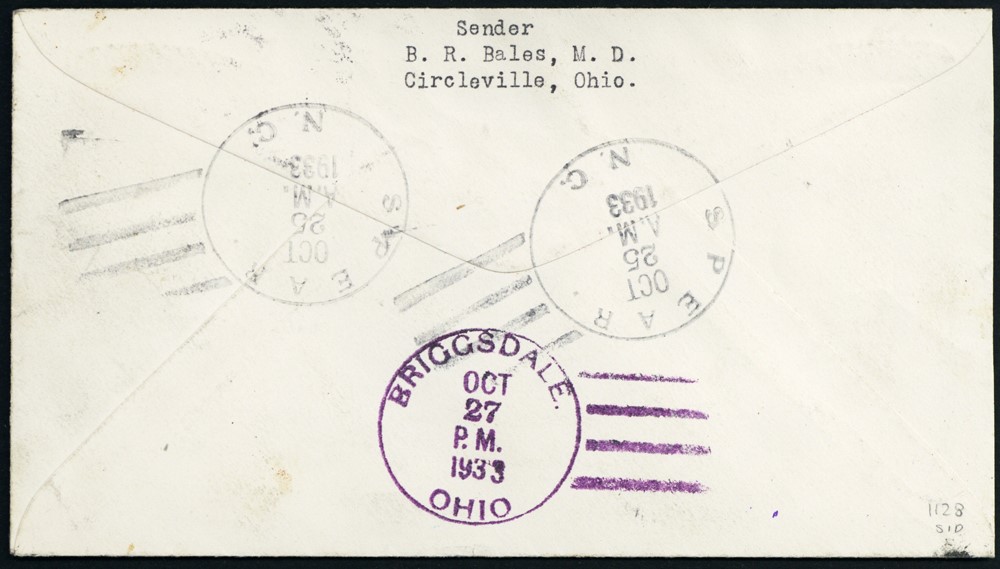 Sender
B. R. Bales, M. D.
Circleville, Ohio.
SPEAR
OCT
25
A.M.
1933
N. C.
SPEAR
OCT
25
A.M.
1933
N. C.
BRIGGSDALE.
OCT
27
P. M.
1933
OHIO
1128